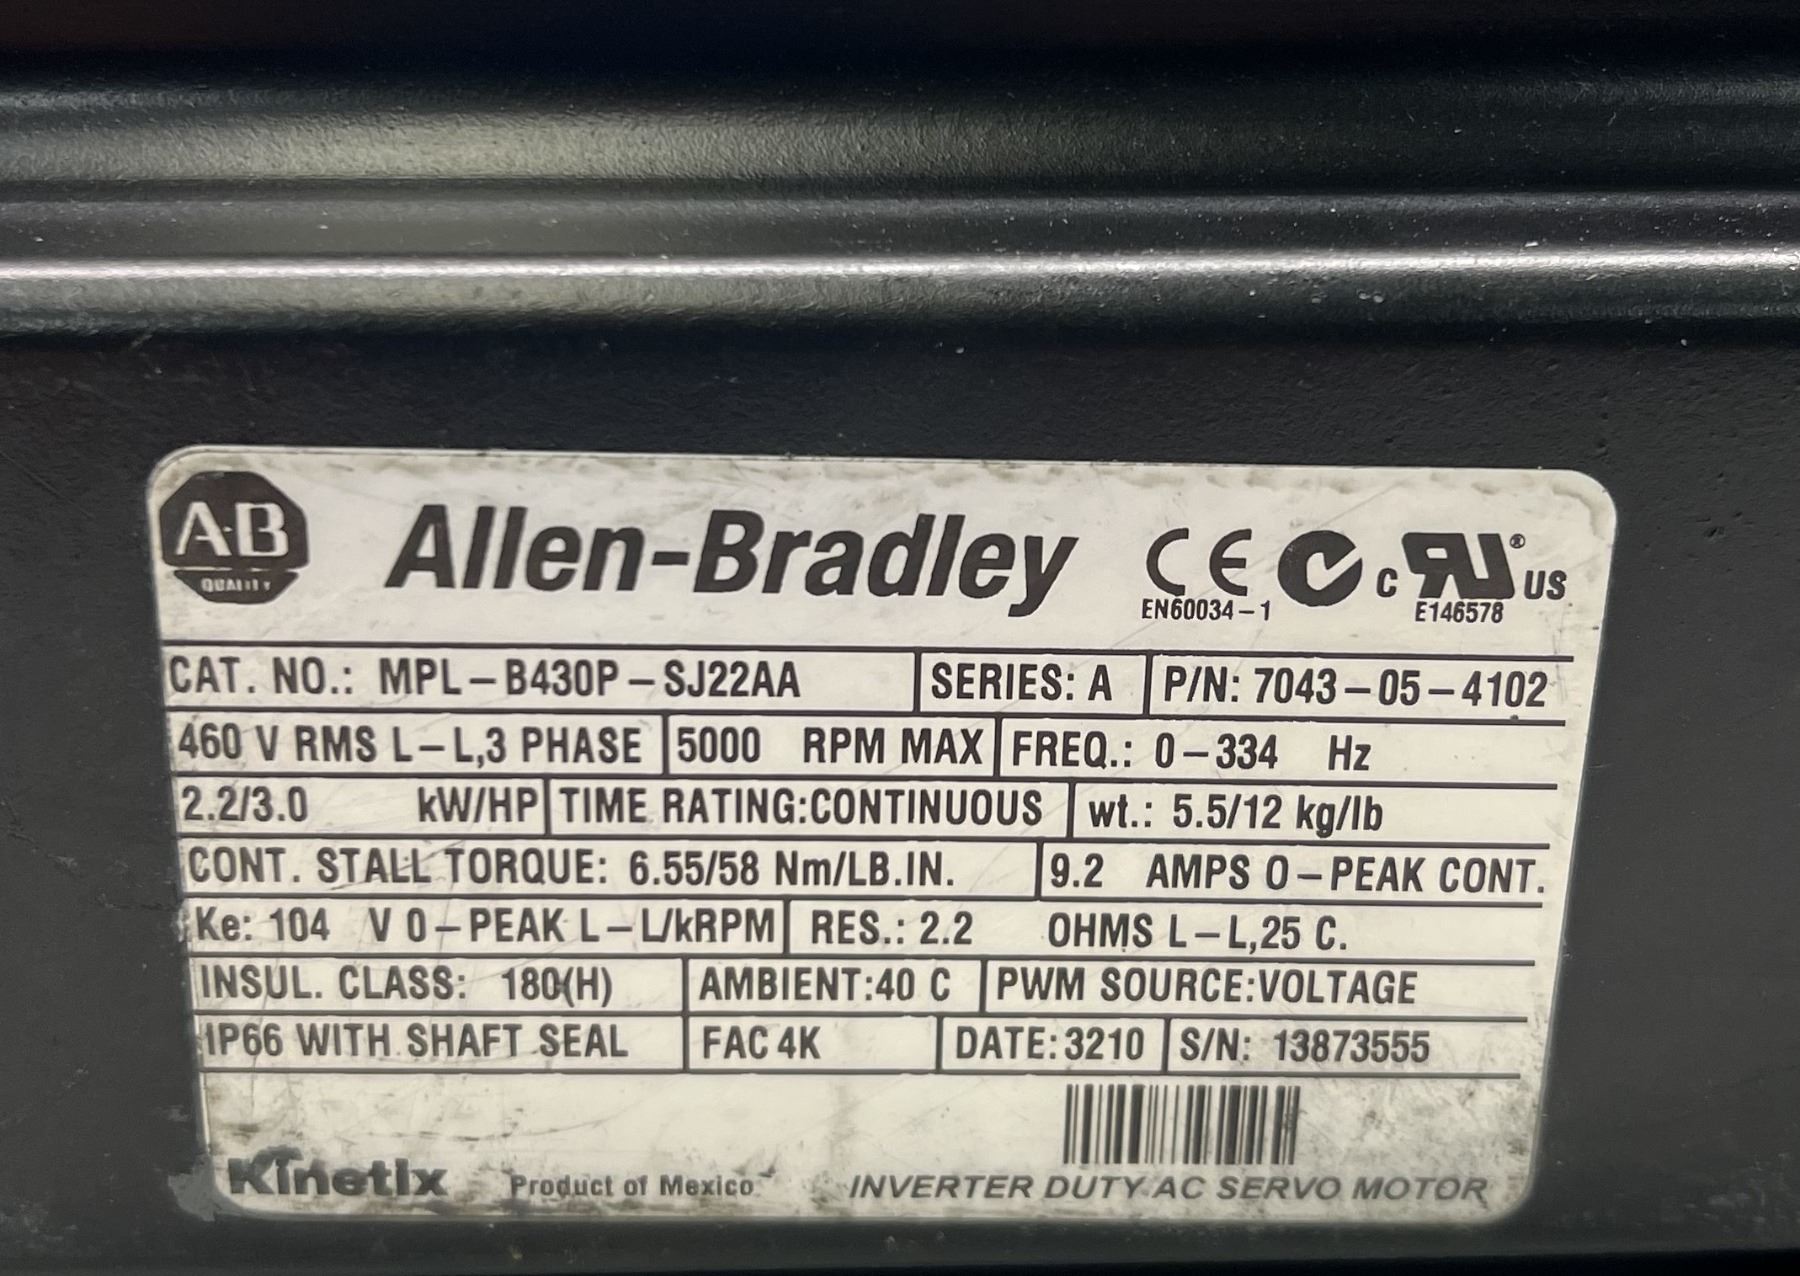 A-B
QUALITY
Allen-Bradley
CE
EN60034-1
C
US
E146578
CAT. NO.: MPL-B430P-SJ22AA SERIES: A P/N: 7043-05-4102
460 V RMS L-L,3 PHASE 5000 RPM MAX FREQ.: 0-334 Hz
2.2/3.0 kW/HP TIME RATING:CONTINUOUS wt.: 5.5/12 kg/lb
CONT. STALL TORQUE: 6.55/58 Nm/LB.IN. 9.2 AMPS 0-PEAK CONT.
Ke: 104 V 0-PEAK L-L/kRPM RES.: 2.2 OHMS L-L,25 C.
INSUL. CLASS: 180(H) AMBIENT:40 C PWM SOURCE:VOLTAGE
IP66 WITH SHAFT SEAL FAC 4K DATE:3210 S/N: 13873555
Kinetix Product of Mexico INVERTER DUTY AC SERVO MOTOR